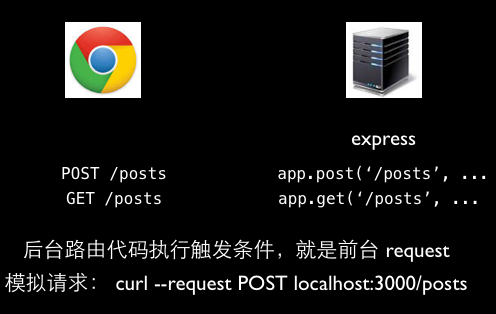 express
POST /posts app.post(‘/posts’, ...
GET /posts app.get(‘/posts’, ...
后台路由代码执行触发条件，就是前台 request
模拟请求： curl --request POST localhost:3000/posts